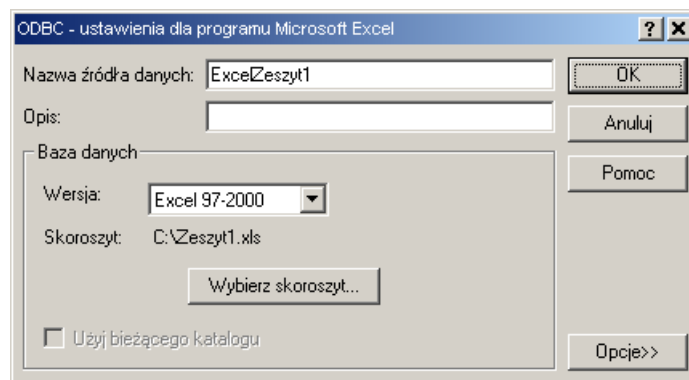 ODBC - ustawienia dla programu Microsoft Excel
Nazwa źródła danych: ExcelZeszyt1
OK
Opis:
Anuluj
Baza danych
Pomoc
Wersja: Excel 97-2000
Skoroszyt: C:\Zeszyt1.xls
Wybierz skoroszyt...
Użyj bieżącego katalogu
Opcje>>